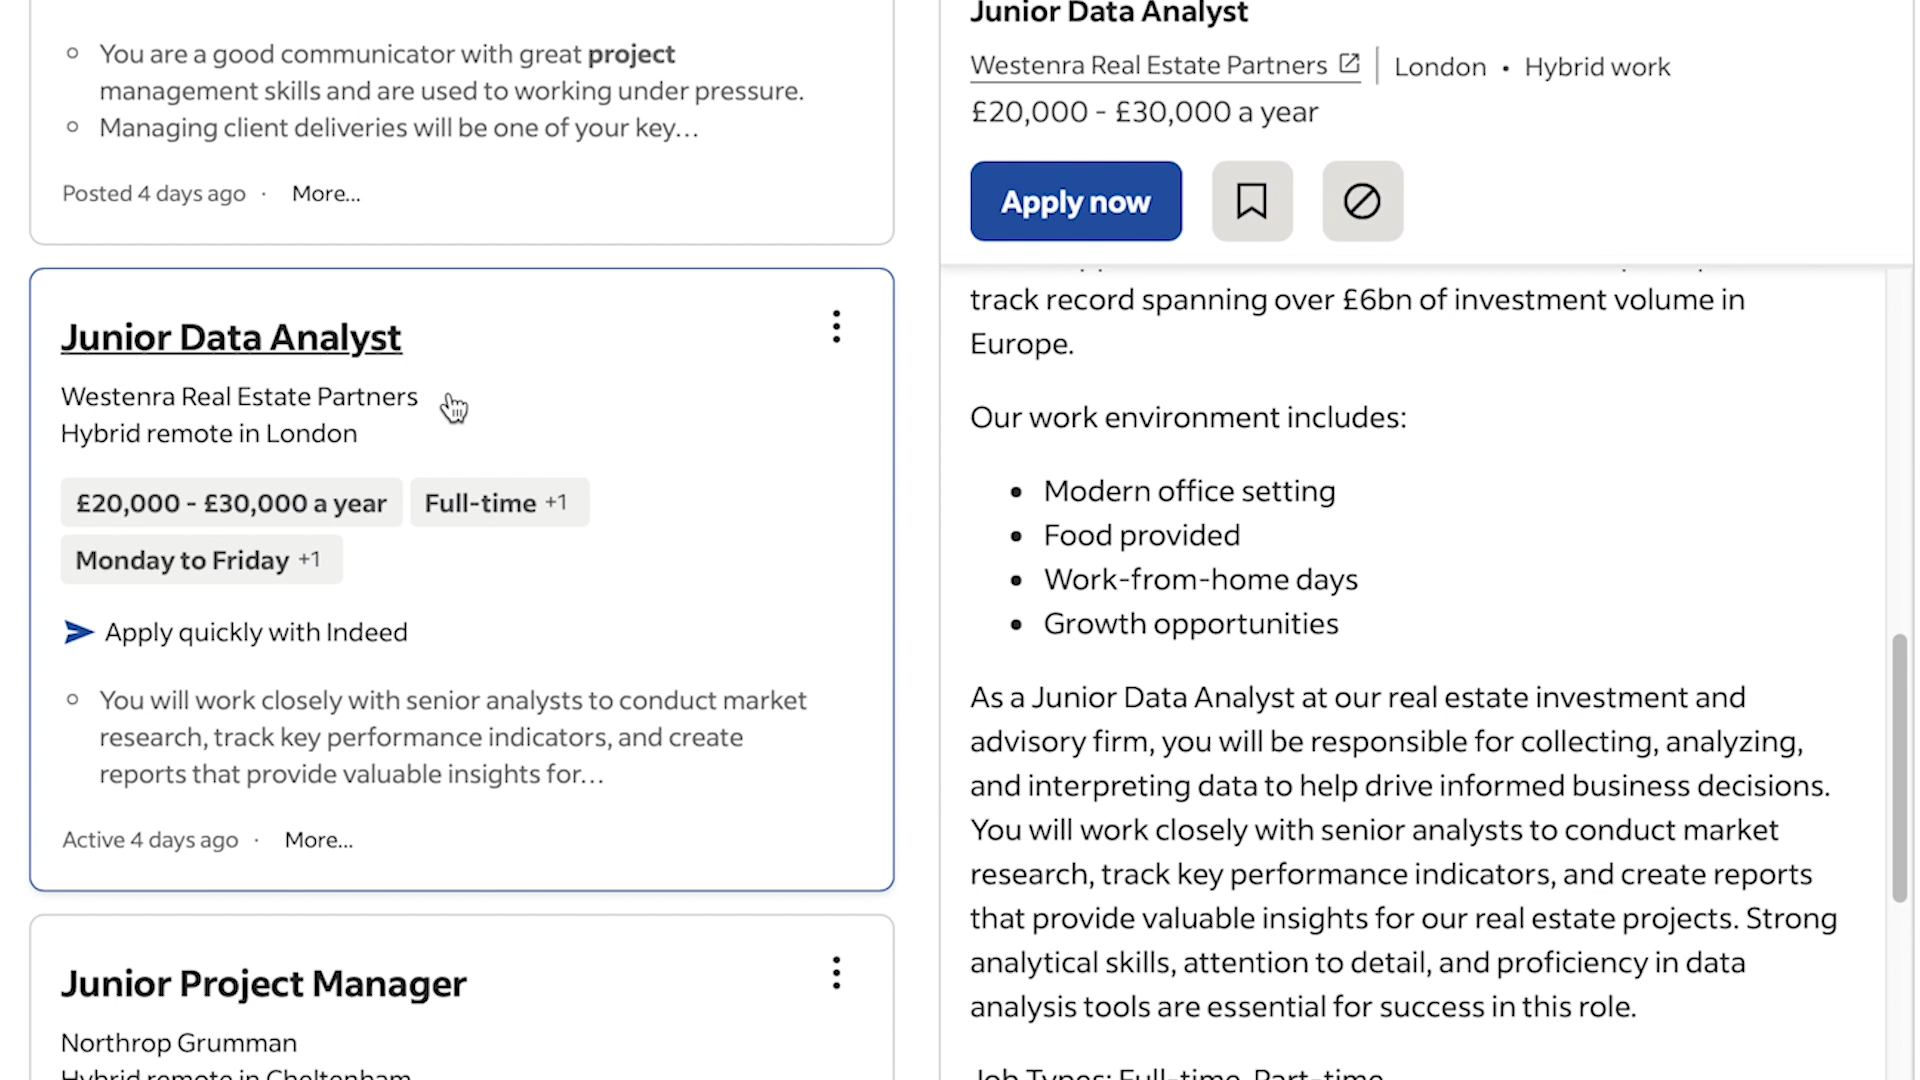 You are a good communicator with great project
management skills and are used to working under pressure.
Managing client deliveries will be one of your key...
Posted 4 days ago · More...
Junior Data Analyst
Westenra Real Estate Partners
Hybrid remote in London
£20,000 - £30,000 a year
Full-time +1
Monday to Friday +1
Apply quickly with Indeed
You will work closely with senior analysts to conduct market
research, track key performance indicators, and create
reports that provide valuable insights for...
Active 4 days ago · More...
Junior Project Manager
Northrop Grumman
Hybrid remote in Cheltenham
Junior Data Analyst
Westenra Real Estate Partners
London • Hybrid work
£20,000 - £30,000 a year
Apply now
track record spanning over £6bn of investment volume in
Europe.
Our work environment includes:
• Modern office setting
• Food provided
• Work-from-home days
• Growth opportunities
As a Junior Data Analyst at our real estate investment and
advisory firm, you will be responsible for collecting, analyzing,
and interpreting data to help drive informed business decisions.
You will work closely with senior analysts to conduct market
research, track key performance indicators, and create reports
that provide valuable insights for our real estate projects. Strong
analytical skills, attention to detail, and proficiency in data
analysis tools are essential for success in this role.
Job Types: Full-time, Part-time